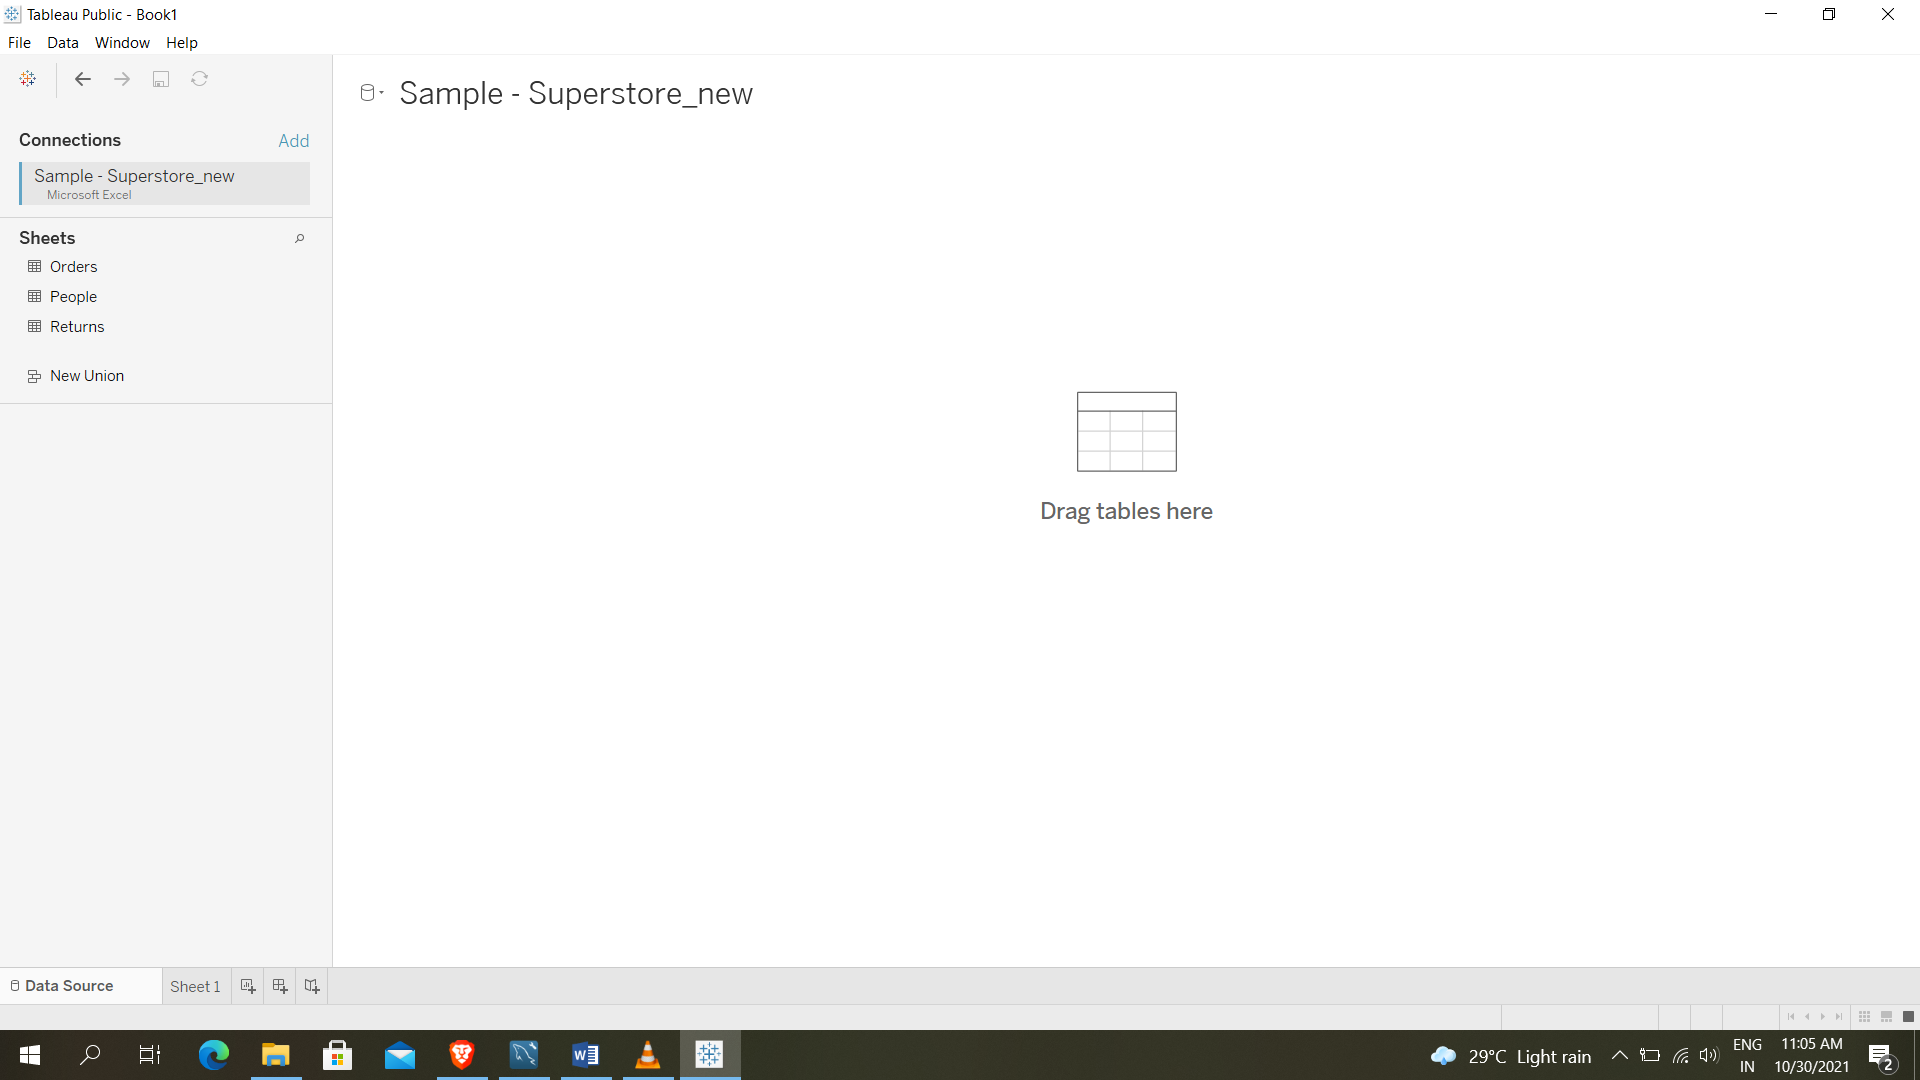 Tableau Public - Book1
File Data Window Help
Sample - Superstore_new
Connections Add
Sample - Superstore_new
Microsoft Excel
Sheets
Orders
People
Returns
New Union
Drag tables here
Data Source Sheet 1
29°C Light rain
ENG
IN
11:05 AM
10/30/2021
2